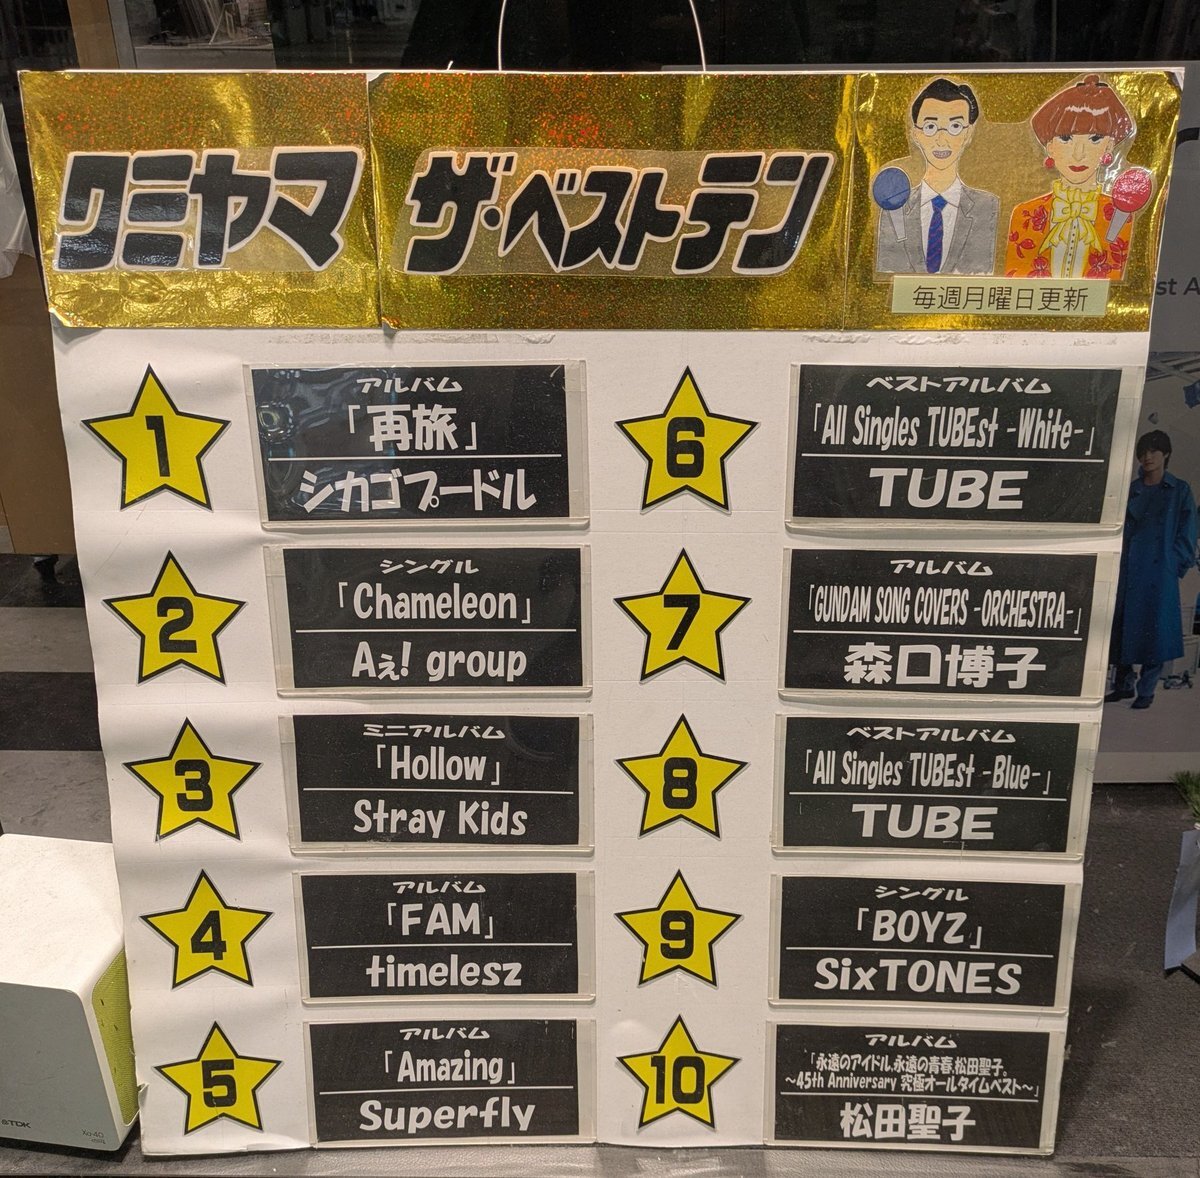 クミヤマ ザ・ベストテン
毎週月曜日更新
1
アルバム
「再旅」
シカゴプードル
2
シングル
「Chameleon」
Aぇ! group
3
ミニアルバム
「Hollow」
Stray Kids
4
アルバム
「FAM」
timelesz
5
アルバム
「Amazing」
Superfly
6
ベストアルバム
「All Singles TUBEst -White-」
TUBE
7
アルバム
「GUNDAM SONG COVERS -ORCHESTRA-」
森口博子
8
ベストアルバム
「All Singles TUBEst -Blue-」
TUBE
9
シングル
「BOYZ」
SixTONES
10
アルバム
「永遠のアイドル、永遠の青春、松田聖子。
〜45th Anniversary 究極オールタイムベスト〜」
松田聖子
TDK
st A